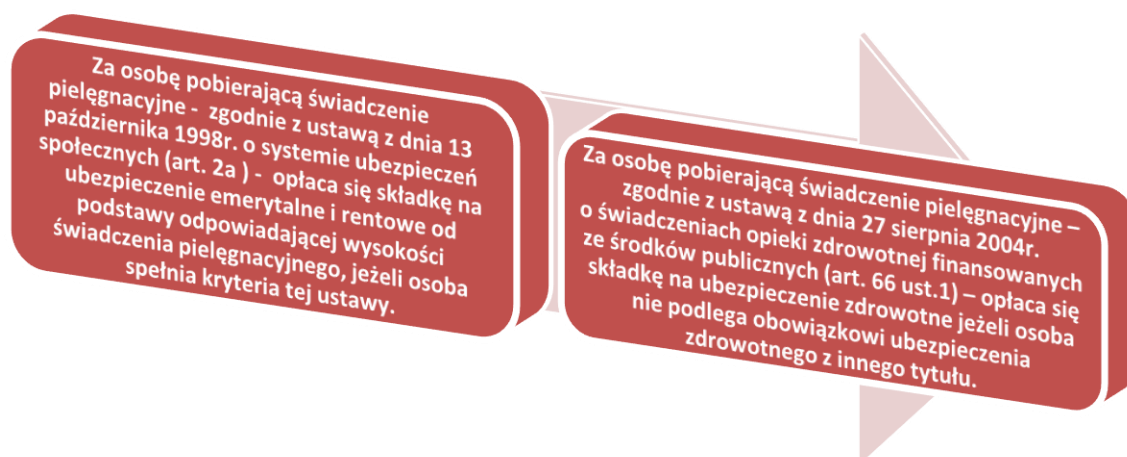 Za osobę pobierającą świadczenie
pielęgnacyjne - zgodnie z ustawą z dnia 13
października 1998r. o systemie ubezpieczeń
społecznych (art. 2a ) - opłaca się składkę na
ubezpieczenie emerytalne i rentowe od
podstawy odpowiadającej wysokości
świadczenia pielęgnacyjnego, jeżeli osoba
spełnia kryteria tej ustawy.
Za osobę pobierającą świadczenie pielęgnacyjne –
zgodnie z ustawą z dnia 27 sierpnia 2004r.
o świadczeniach opieki zdrowotnej finansowanych
ze środków publicznych (art. 66 ust.1) – opłaca się
składkę na ubezpieczenie zdrowotne jeżeli osoba
nie podlega obowiązkowi ubezpieczenia
zdrowotnego z innego tytułu.